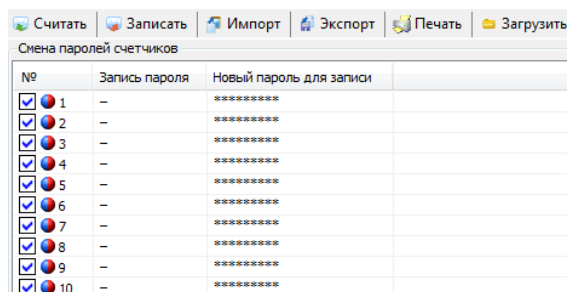 Считать Записать Импорт Экспорт Печать Загрузить
Смена паролей счетчиков
№ Запись пароля Новый пароль для записи
1 – *********
2 – *********
3 – *********
4 – *********
5 – *********
6 – *********
7 – *********
8 – *********
9 – *********
10 – *********